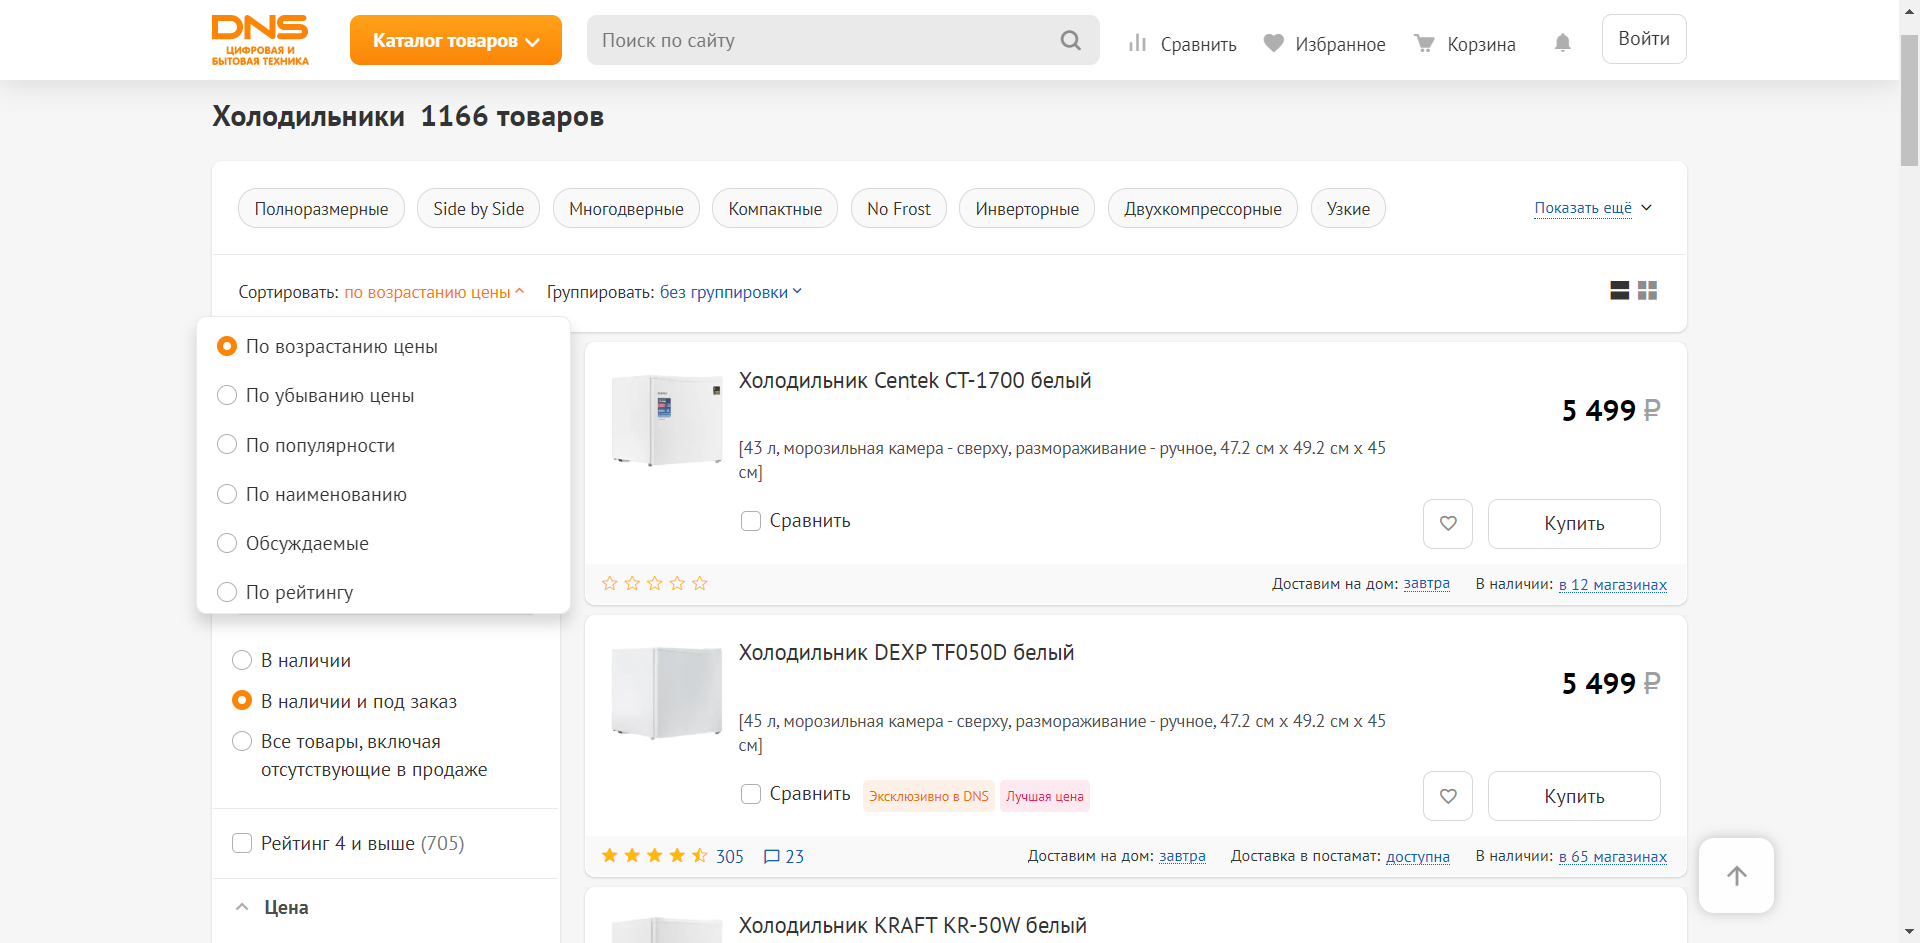 DNS
ЦИФРОВАЯ И
БЫТОВАЯ ТЕХНИКА
Каталог товаров
Поиск по сайту
Сравнить
Избранное
Корзина
Войти
Холодильники 1166 товаров
Полноразмерные
Side by Side
Многодверные
Компактные
No Frost
Инверторные
Двухкомпрессорные
Узкие
Показать ещё
Сортировать: по возрастанию цены
Группировать: без группировки
По возрастанию цены
По убыванию цены
По популярности
По наименованию
Обсуждаемые
По рейтингу
В наличии
В наличии и под заказ
Все товары, включая
отсутствующие в продаже
Рейтинг 4 и выше (705)
Цена
Холодильник Centek CT-1700 белый
5 499 ₽
[43 л, морозильная камера - сверху, размораживание - ручное, 47.2 см x 49.2 см x 45
см]
Сравнить
Купить
Доставим на дом: завтра
В наличии: в 12 магазинах
Холодильник DEXP TF050D белый
5 499 ₽
[45 л, морозильная камера - сверху, размораживание - ручное, 47.2 см x 49.2 см x 45
см]
Сравнить
Эксклюзивно в DNS
Лучшая цена
Купить
305
23
Доставим на дом: завтра
Доставка в постамат: доступна
В наличии: в 65 магазинах
Холодильник KRAFT KR-50W белый